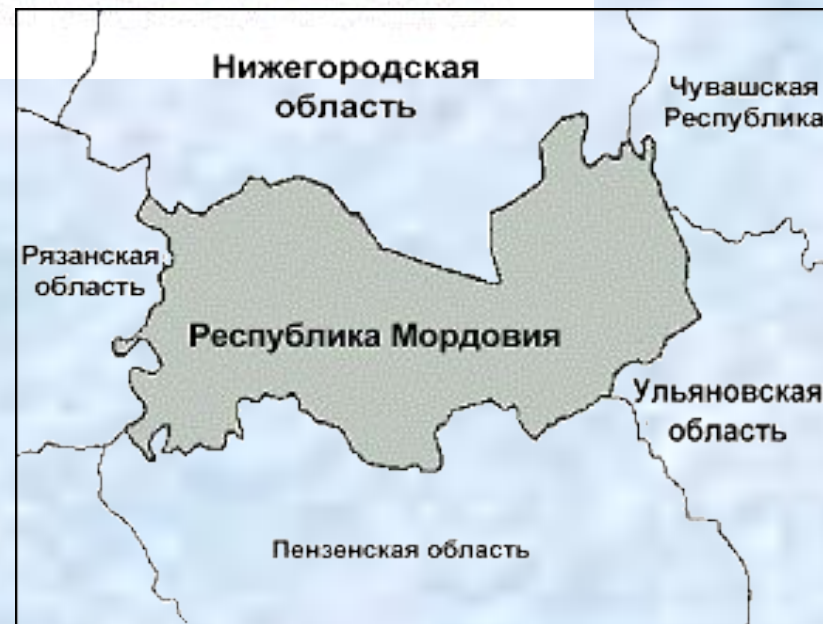 Нижегородская
область
Чувашская
Республика
Рязанская
область
Республика Мордовия
Ульяновская
область
Пензенская область